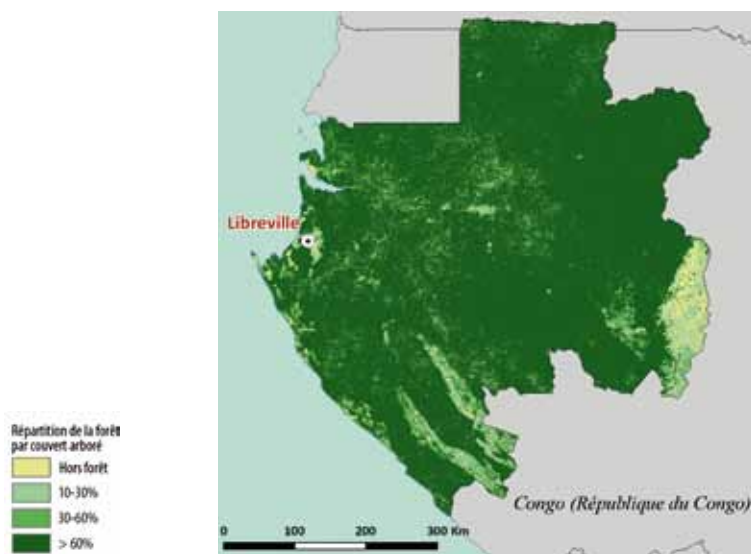 Libreville
Répartition de la forêt
par couvert arboré
Hors forêt
10-30%
30-60%
> 60%
Congo (République du Congo)
0 100 200 300 Km